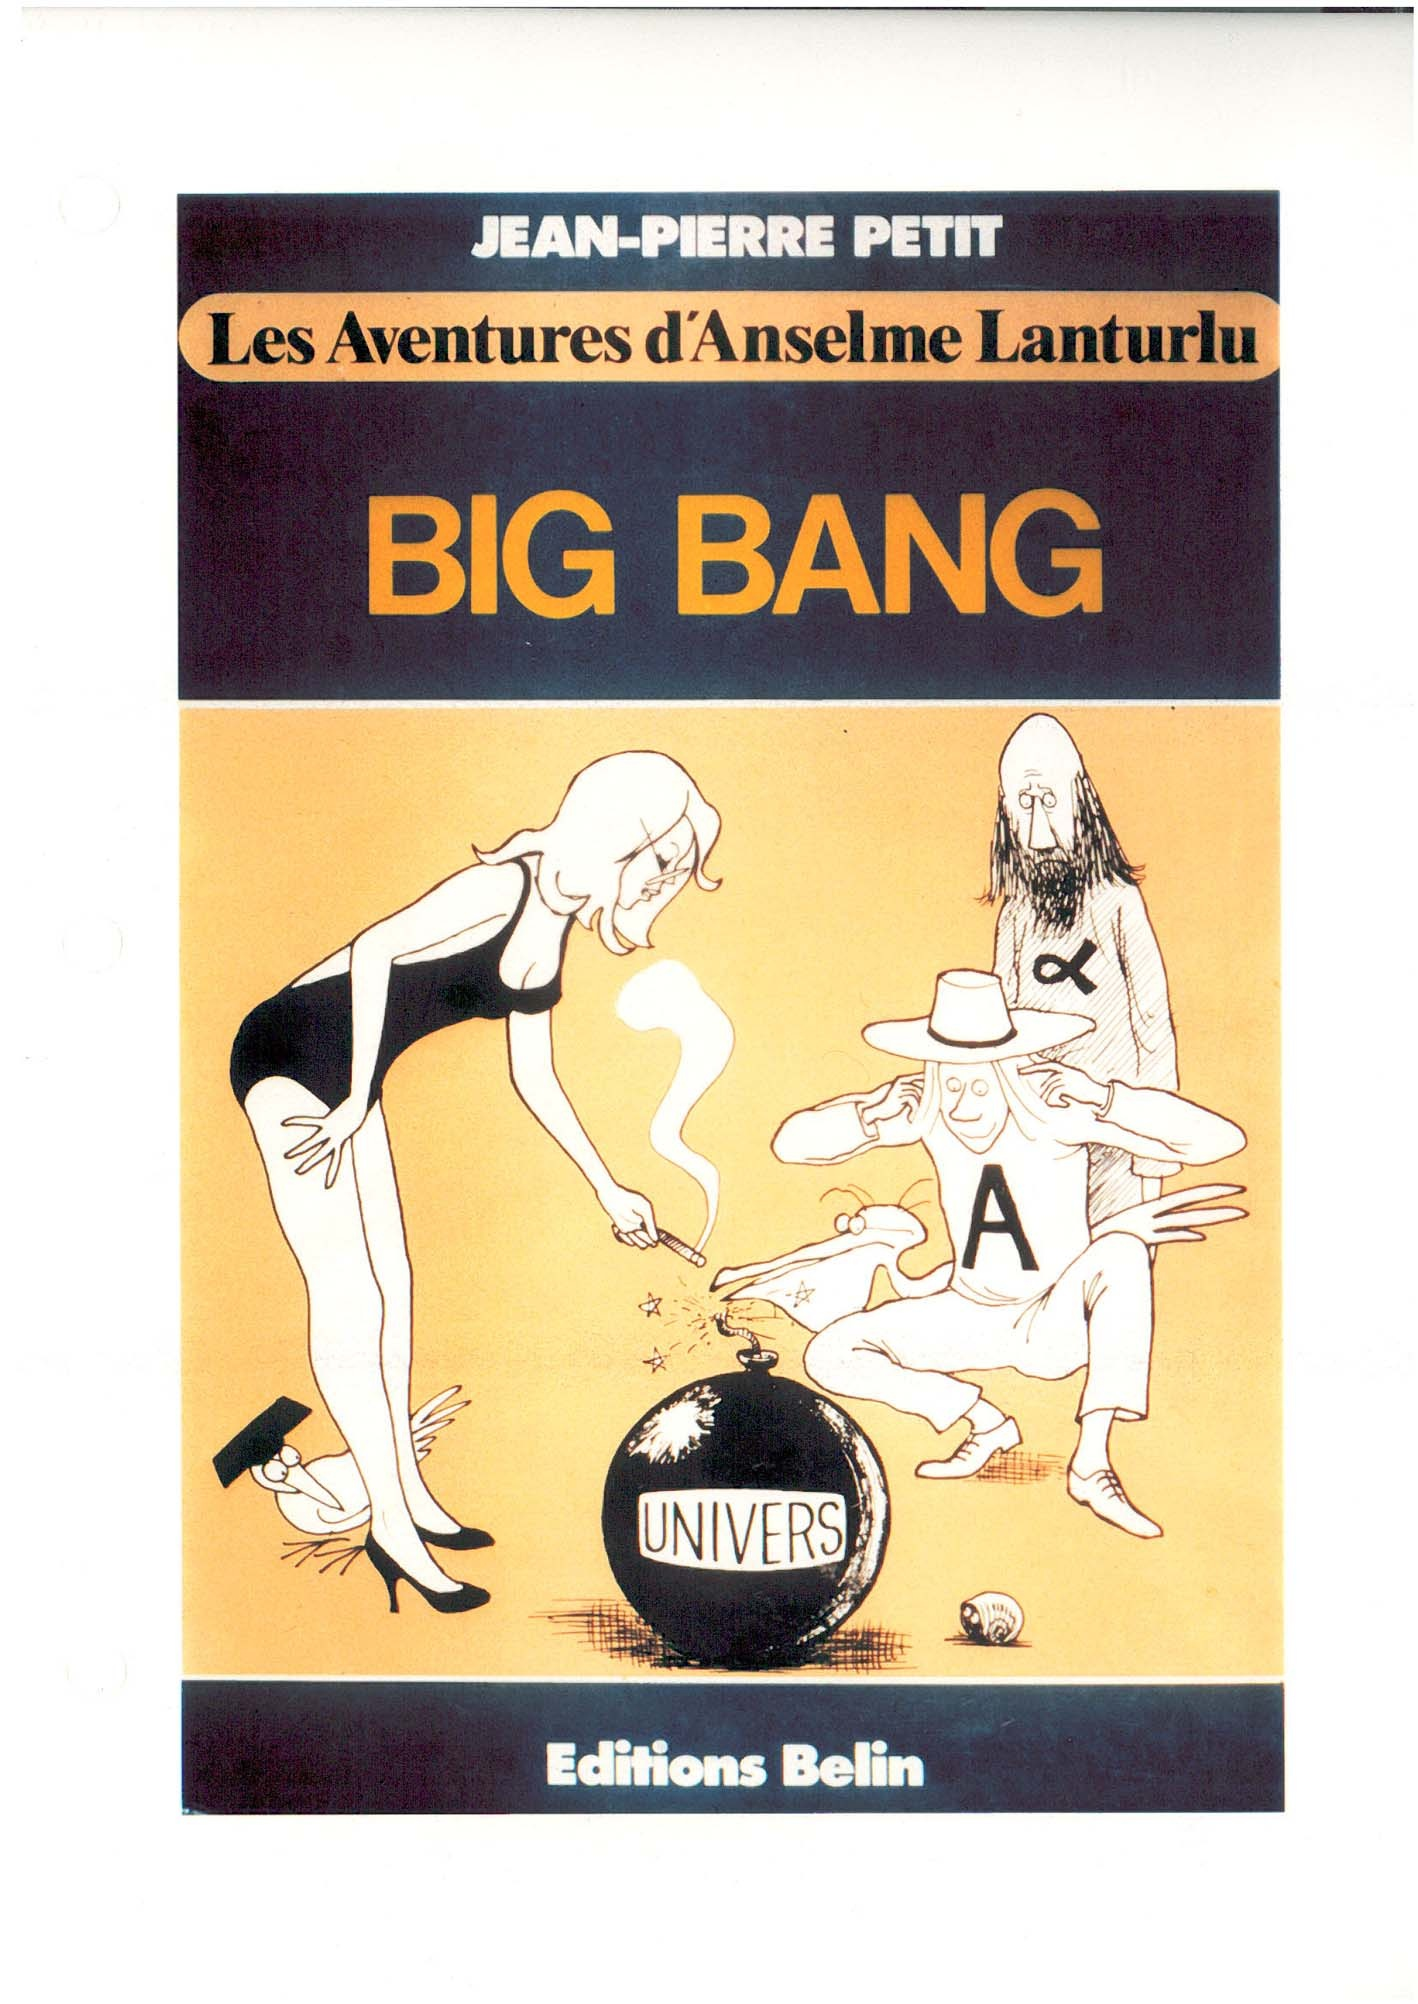 JEAN-PIERRE PETIT
Les Aventures d'Anselme Lanturlu
BIG BANG
α
A
UNIVERS
Editions Belin